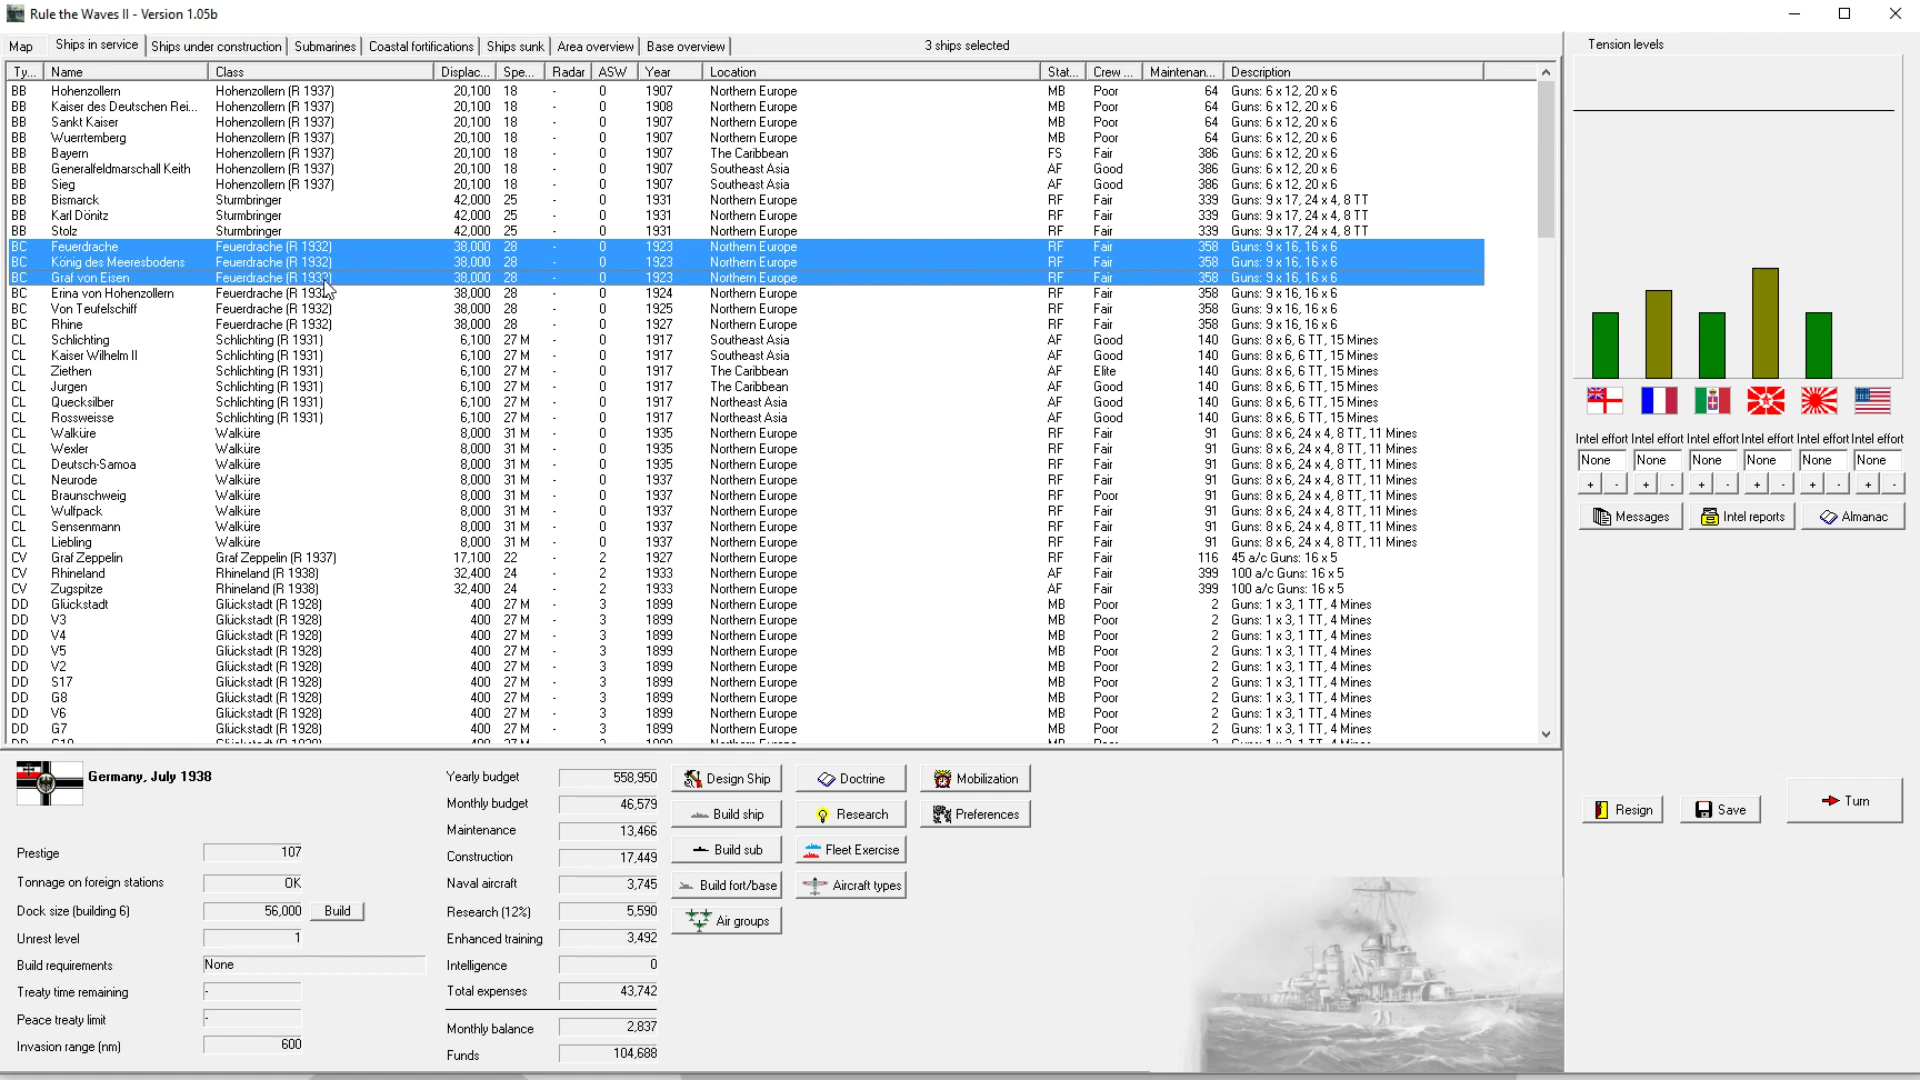 Rule the Waves II - Version 1.05b
Map Ships in service Ships under construction Submarines Coastal fortifications Ships sunk Area overview Base overview 3 ships selected
Ty... Name Class Displac... Spe... Radar ASW Year Location Stat... Crew ... Maintenan... Description
BB Hohenzollern Hohenzollern (R 1937) 20,100 18 - 0 1907 Northern Europe MB Poor 64 Guns: 6 x 12, 20 x 6
BB Kaiser des Deutschen Rei... Hohenzollern (R 1937) 20,100 18 - 0 1908 Northern Europe MB Poor 64 Guns: 6 x 12, 20 x 6
BB Sankt Kaiser Hohenzollern (R 1937) 20,100 18 - 0 1907 Northern Europe MB Poor 64 Guns: 6 x 12, 20 x 6
BB Wuerrtemberg Hohenzollern (R 1937) 20,100 18 - 0 1907 Northern Europe MB Poor 64 Guns: 6 x 12, 20 x 6
BB Bayern Hohenzollern (R 1937) 20,100 18 - 0 1907 The Caribbean FS Fair 386 Guns: 6 x 12, 20 x 6
BB Generalfeldmarschall Keith Hohenzollern (R 1937) 20,100 18 - 0 1907 Southeast Asia AF Good 386 Guns: 6 x 12, 20 x 6
BB Sieg Hohenzollern (R 1937) 20,100 18 - 0 1907 Southeast Asia AF Good 386 Guns: 6 x 12, 20 x 6
BB Bismarck Sturmbringer 42,000 25 - 0 1931 Northern Europe RF Fair 339 Guns: 9 x 17, 24 x 4, 8 TT
BB Karl Dönitz Sturmbringer 42,000 25 - 0 1931 Northern Europe RF Fair 339 Guns: 9 x 17, 24 x 4, 8 TT
BB Stolz Sturmbringer 42,000 25 - 0 1931 Northern Europe RF Fair 339 Guns: 9 x 17, 24 x 4, 8 TT
BC Feuerdrache Feuerdrache (R 1932) 38,000 28 - 0 1923 Northern Europe RF Fair 358 Guns: 9 x 16, 16 x 6
BC König des Meeresbodens Feuerdrache (R 1932) 38,000 28 - 0 1923 Northern Europe RF Fair 358 Guns: 9 x 16, 16 x 6
BC Graf von Eisen Feuerdrache (R 1932) 38,000 28 - 0 1923 Northern Europe RF Fair 358 Guns: 9 x 16, 16 x 6
BC Erina von Hohenzollern Feuerdrache (R 1932) 38,000 28 - 0 1924 Northern Europe RF Fair 358 Guns: 9 x 16, 16 x 6
BC Von Teufelschiff Feuerdrache (R 1932) 38,000 28 - 0 1925 Northern Europe RF Fair 358 Guns: 9 x 16, 16 x 6
BC Rhine Feuerdrache (R 1932) 38,000 28 - 0 1927 Northern Europe RF Fair 358 Guns: 9 x 16, 16 x 6
CL Schlichting Schlichting (R 1931) 6,100 27 M - 0 1917 Southeast Asia AF Good 140 Guns: 8 x 6, 6 TT, 15 Mines
CL Kaiser Wilhelm II Schlichting (R 1931) 6,100 27 M - 0 1917 Southeast Asia AF Good 140 Guns: 8 x 6, 6 TT, 15 Mines
CL Ziethen Schlichting (R 1931) 6,100 27 M - 0 1917 The Caribbean AF Elite 140 Guns: 8 x 6, 6 TT, 15 Mines
CL Jurgen Schlichting (R 1931) 6,100 27 M - 0 1917 The Caribbean AF Good 140 Guns: 8 x 6, 6 TT, 15 Mines
CL Quecksilber Schlichting (R 1931) 6,100 27 M - 0 1917 Northeast Asia AF Good 140 Guns: 8 x 6, 6 TT, 15 Mines
CL Rossweisse Schlichting (R 1931) 6,100 27 M - 0 1917 Northeast Asia AF Good 140 Guns: 8 x 6, 6 TT, 15 Mines
CL Walküre Walküre 8,000 31 M - 0 1935 Northern Europe RF Fair 91 Guns: 8 x 6, 24 x 4, 8 TT, 11 Mines
CL Wexler Walküre 8,000 31 M - 0 1935 Northern Europe RF Fair 91 Guns: 8 x 6, 24 x 4, 8 TT, 11 Mines
CL Deutsch-Samoa Walküre 8,000 31 M - 0 1935 Northern Europe RF Fair 91 Guns: 8 x 6, 24 x 4, 8 TT, 11 Mines
CL Neurode Walküre 8,000 31 M - 0 1937 Northern Europe RF Fair 91 Guns: 8 x 6, 24 x 4, 8 TT, 11 Mines
CL Braunschweig Walküre 8,000 31 M - 0 1937 Northern Europe RF Poor 91 Guns: 8 x 6, 24 x 4, 8 TT, 11 Mines
CL Wulfpack Walküre 8,000 31 M - 0 1937 Northern Europe RF Fair 91 Guns: 8 x 6, 24 x 4, 8 TT, 11 Mines
CL Sensenmann Walküre 8,000 31 M - 0 1937 Northern Europe RF Fair 91 Guns: 8 x 6, 24 x 4, 8 TT, 11 Mines
CL Liebling Walküre 8,000 31 M - 0 1937 Northern Europe RF Fair 91 Guns: 8 x 6, 24 x 4, 8 TT, 11 Mines
CV Graf Zeppelin Graf Zeppelin (R 1937) 17,100 22 - 2 1927 Northern Europe RF Fair 116 45 a/c Guns: 16 x 5
CV Rhineland Rhineland (R 1938) 32,400 24 - 2 1933 Northern Europe AF Fair 399 100 a/c Guns: 16 x 5
CV Zugspitze Rhineland (R 1938) 32,400 24 - 2 1933 Northern Europe AF Fair 399 100 a/c Guns: 16 x 5
DD Glückstadt Glückstadt (R 1928) 400 27 M - 3 1899 Northern Europe MB Poor 2 Guns: 1 x 3, 1 TT, 4 Mines
DD V3 Glückstadt (R 1928) 400 27 M - 3 1899 Northern Europe MB Poor 2 Guns: 1 x 3, 1 TT, 4 Mines
DD V4 Glückstadt (R 1928) 400 27 M - 3 1899 Northern Europe MB Poor 2 Guns: 1 x 3, 1 TT, 4 Mines
DD V5 Glückstadt (R 1928) 400 27 M - 3 1899 Northern Europe MB Poor 2 Guns: 1 x 3, 1 TT, 4 Mines
DD V2 Glückstadt (R 1928) 400 27 M - 3 1899 Northern Europe MB Poor 2 Guns: 1 x 3, 1 TT, 4 Mines
DD S17 Glückstadt (R 1928) 400 27 M - 3 1899 Northern Europe MB Poor 2 Guns: 1 x 3, 1 TT, 4 Mines
DD G8 Glückstadt (R 1928) 400 27 M - 3 1899 Northern Europe MB Poor 2 Guns: 1 x 3, 1 TT, 4 Mines
DD V6 Glückstadt (R 1928) 400 27 M - 3 1899 Northern Europe MB Poor 2 Guns: 1 x 3, 1 TT, 4 Mines
DD G7 Glückstadt (R 1928) 400 27 M - 3 1899 Northern Europe MB Poor 2 Guns: 1 x 3, 1 TT, 4 Mines
Tension levels
Intel effort Intel effort Intel effort Intel effort Intel effort Intel effort
None None None None None None
+ - + - + - + - + - + -
Messages Intel reports Almanac
Germany, July 1938
Prestige 107
Tonnage on foreign stations OK
Dock size (building 6) 56,000 Build
Unrest level 1
Build requirements None
Treaty time remaining -
Peace treaty limit -
Invasion range (nm) 600
Yearly budget 558,950
Monthly budget 46,579
Maintenance 13,466
Construction 17,449
Naval aircraft 3,745
Research (12%) 5,590
Enhanced training 3,492
Intelligence 0
Total expenses 43,742
Monthly balance 2,837
Funds 104,688
Design Ship Doctrine Mobilization
Build ship Research Preferences
Build sub Fleet Exercise
Build fort/base Aircraft types
Air groups
Resign Save Turn